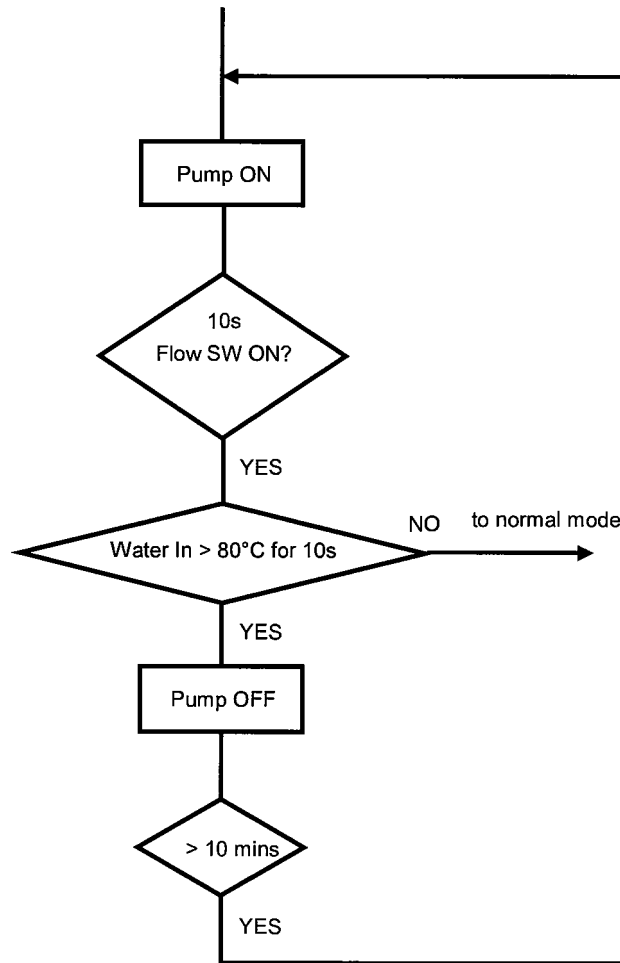 Pump ON
10s
Flow SW ON?
YES
Water In > 80°C for 10s
NO
to normal mode
YES
Pump OFF
> 10 mins
YES